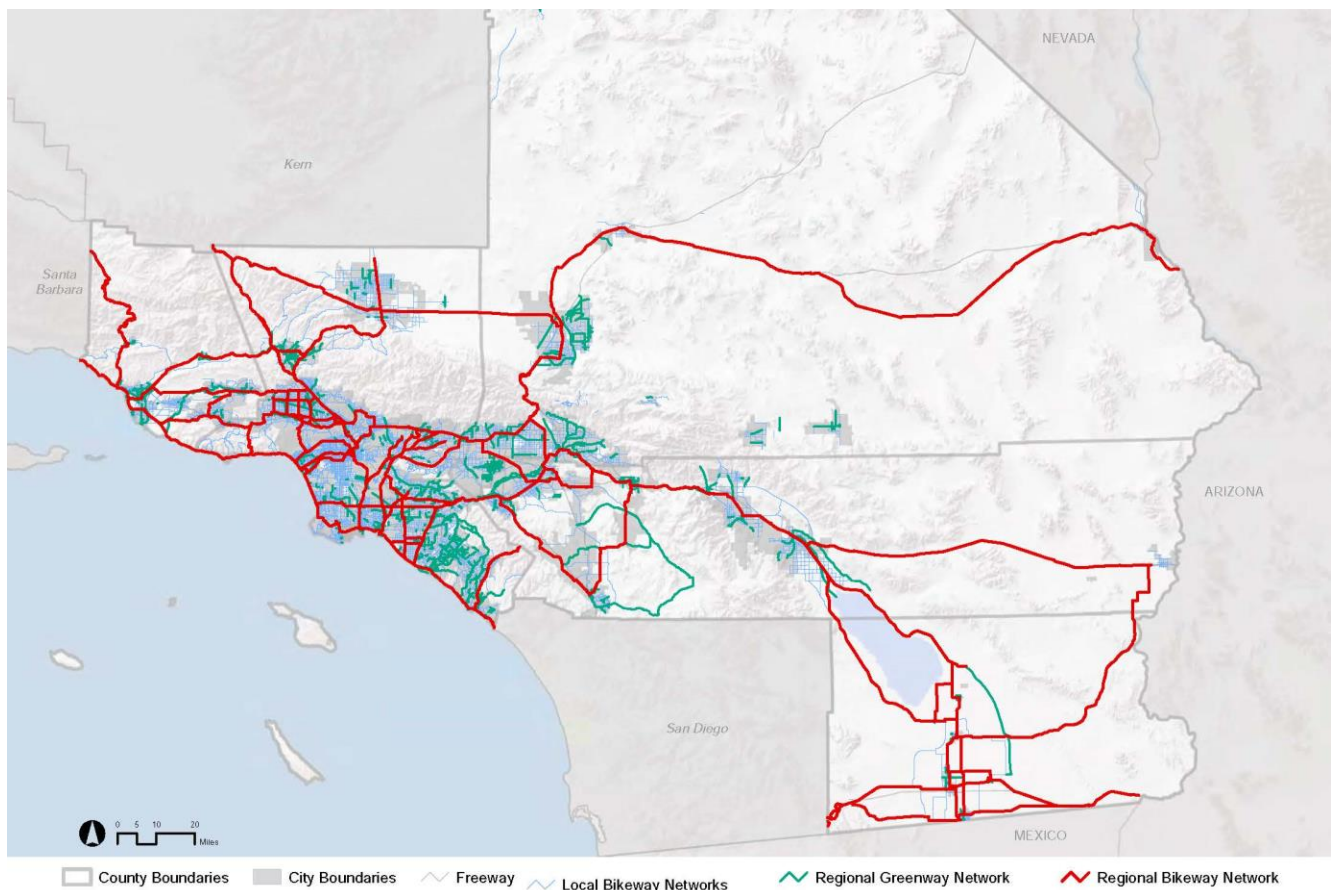 NEVADA
Kern
Santa
Barbara
ARIZONA
San Diego
MEXICO
0 5 10 20
Miles
County Boundaries City Boundaries Freeway Local Bikeway Networks Regional Greenway Network Regional Bikeway Network